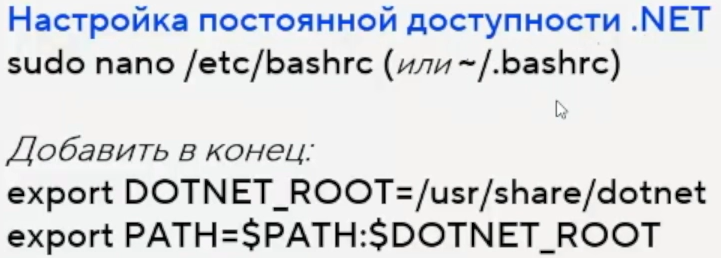 Настройка постоянной доступности .NET
sudo nano /etc/bashrc (или ~/.bashrc)
Добавить в конец:
export DOTNET_ROOT=/usr/share/dotnet
export PATH=$PATH:$DOTNET_ROOT